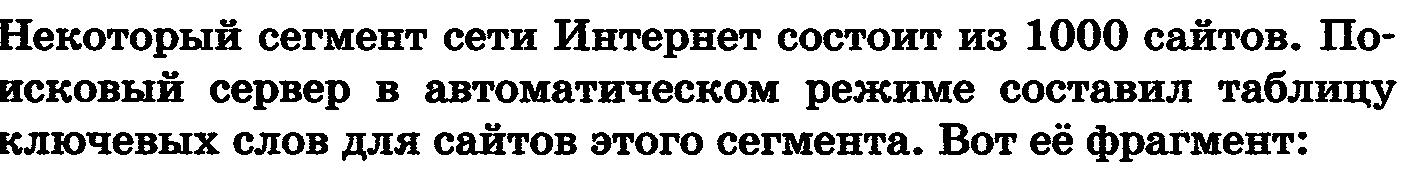 Некоторый сегмент сети Интернет состоит из 1000 сайтов. По-
исковый сервер в автоматическом режиме составил таблицу
ключевых слов для сайтов этого сегмента. Вот её фрагмент: